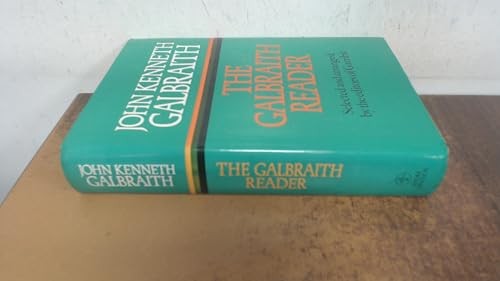 JOHN KENNETH
GALBRAITH
THE
GALBRAITH
READER
Selected and arranged
by the editors of Gambit
JOHN KENNETH
GALBRAITH
THE GALBRAITH
READER